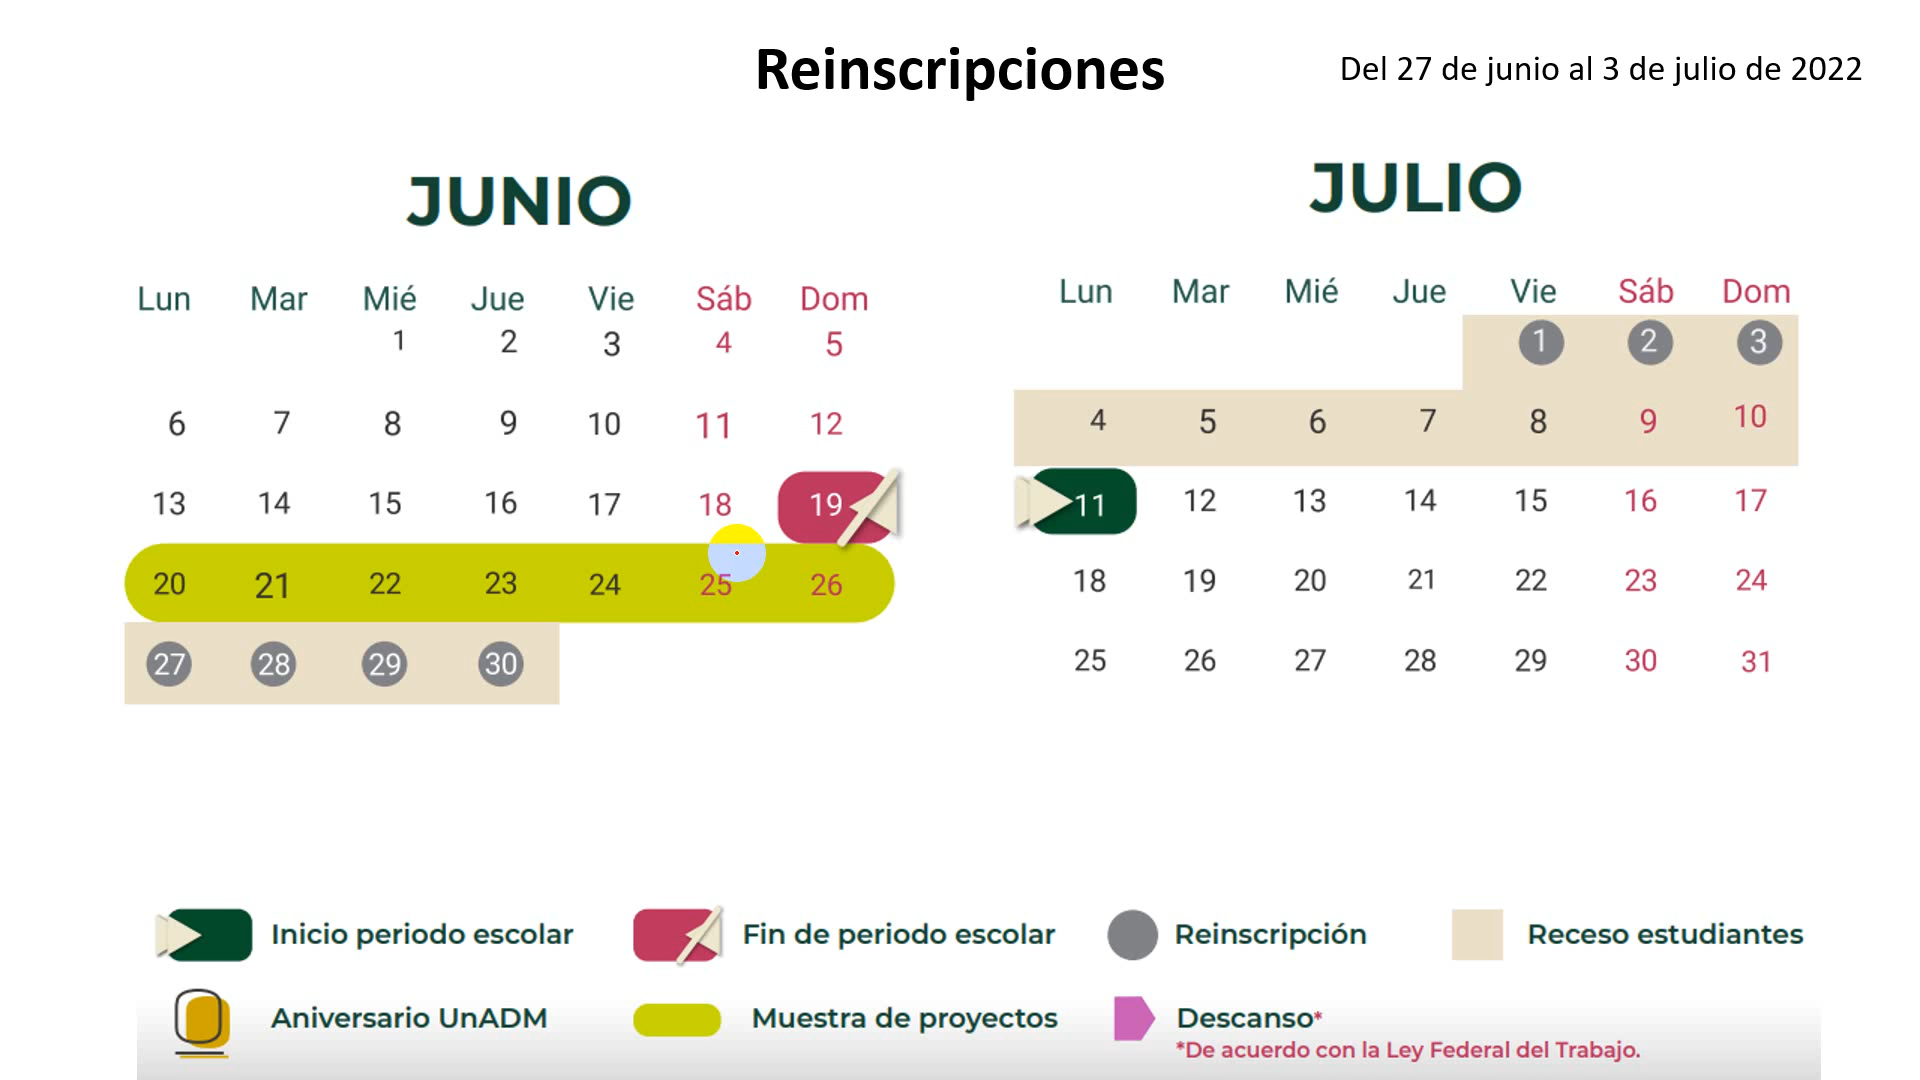 Reinscripciones
Del 27 de junio al 3 de julio de 2022
JUNIO
Lun Mar Mié Jue Vie Sáb Dom
1 2 3 4 5
6 7 8 9 10 11 12
13 14 15 16 17 18 19
20 21 22 23 24 25 26
27 28 29 30
JULIO
Lun Mar Mié Jue Vie Sáb Dom
1 2 3
4 5 6 7 8 9 10
11 12 13 14 15 16 17
18 19 20 21 22 23 24
25 26 27 28 29 30 31
Inicio periodo escolar
Fin de periodo escolar
Reinscripción
Receso estudiantes
Aniversario UnADM
Muestra de proyectos
Descanso*
*De acuerdo con la Ley Federal del Trabajo.